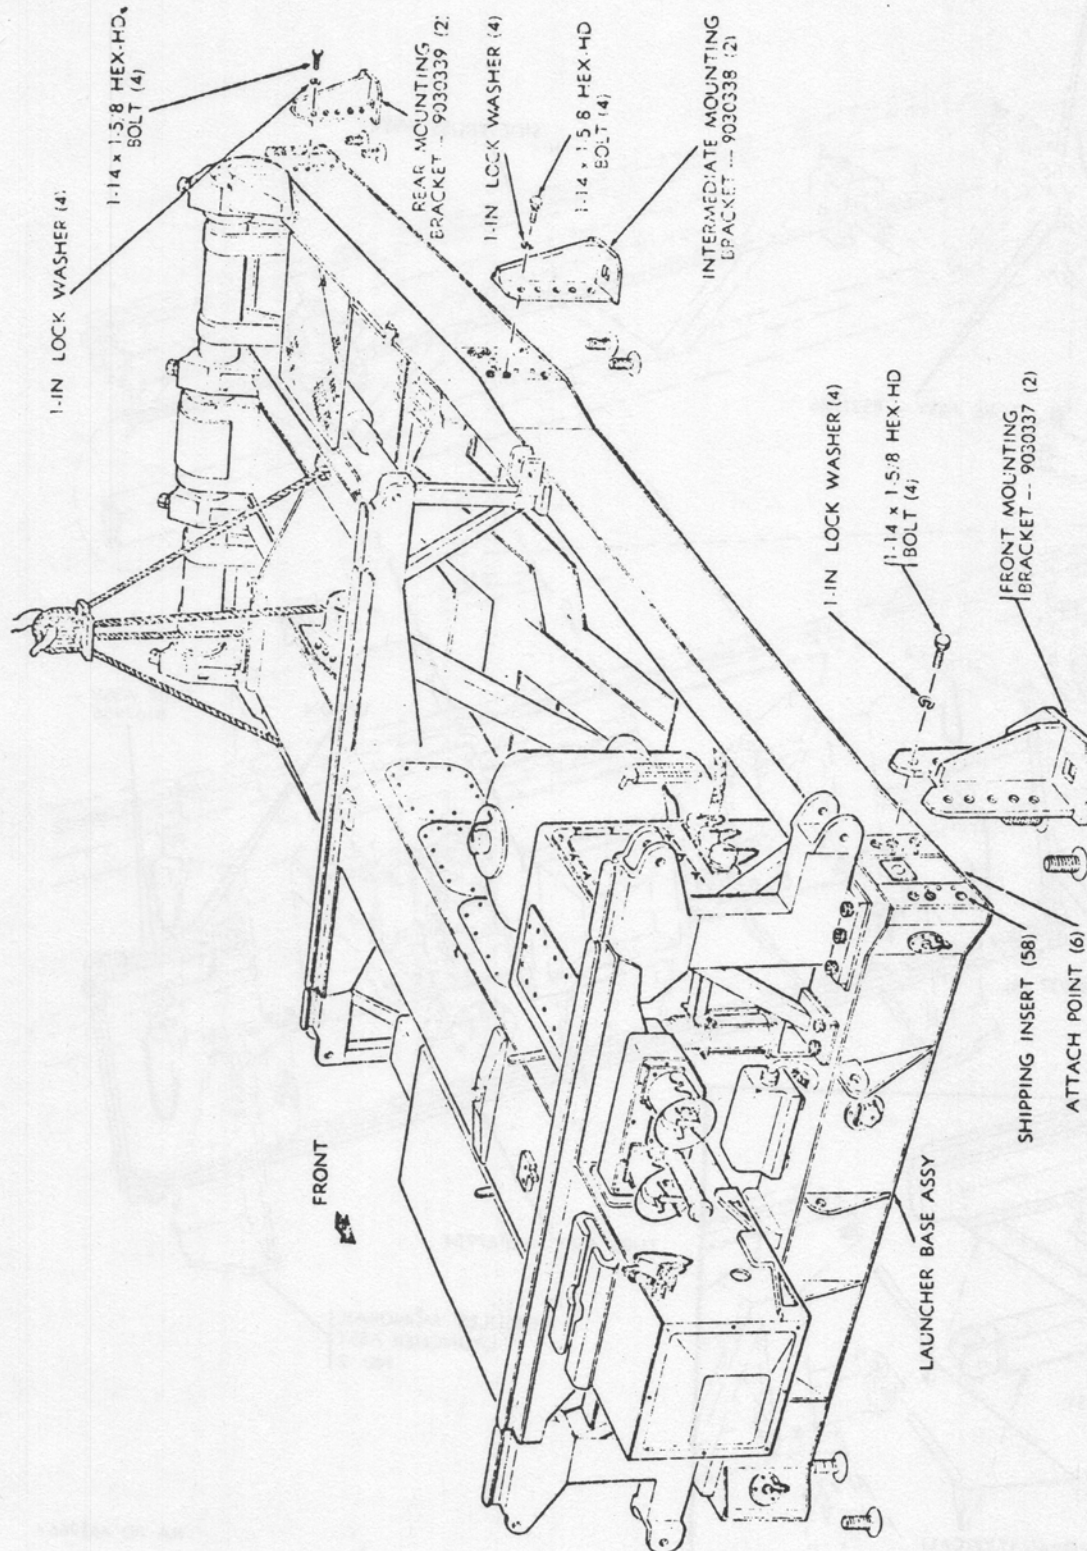 1-IN LOCK WASHER (4)
1-14 x 1-5/8 HEX-HD
BOLT (4)
REAR MOUNTING
BRACKET -- 9030339 (2)
1-IN LOCK WASHER (4)
1-14 x 1-5/8 HEX-HD
BOLT (4)
INTERMEDIATE MOUNTING
BRACKET -- 9030338 (2)
1-IN LOCK WASHER (4)
1-14 x 1-5/8 HEX-HD
BOLT (4)
FRONT MOUNTING
BRACKET -- 9030337 (2)
FRONT
SHIPPING INSERT (58)
ATTACH POINT (6)
LAUNCHER BASE ASSY